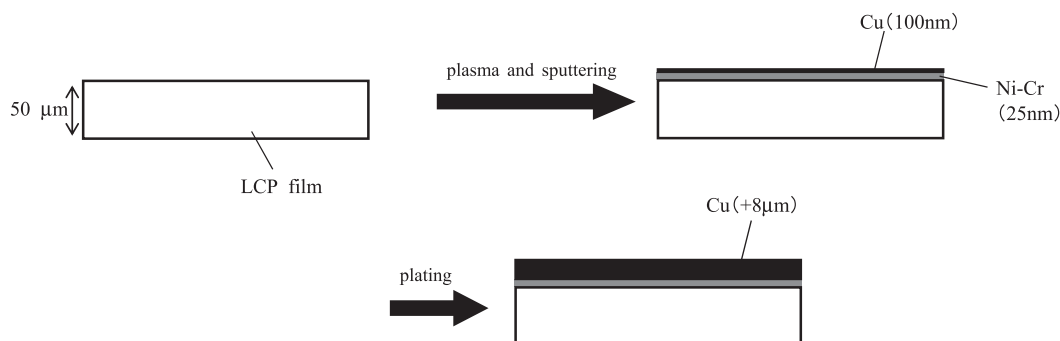 Cu(100nm)
plasma and sputtering
50 μm
Ni-Cr
(25nm)
LCP film
Cu(+8μm)
plating